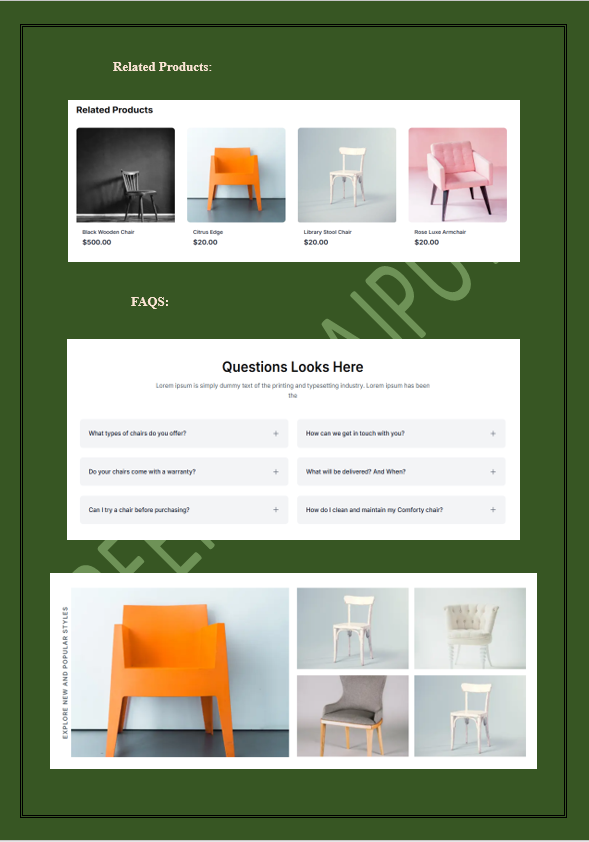 Related Products:
Related Products
Black Wooden Chair
$500.00
Citrus Edge
$20.00
Library Stool Chair
$20.00
Rose Luxe Armchair
$20.00
FAQS:
Questions Looks Here
Lorem ipsum is simply dummy text of the printing and typesetting industry. Lorem ipsum has been
the
What types of chairs do you offer?
How can we get in touch with you?
Do your chairs come with a warranty?
What will be delivered? And When?
Can I try a chair before purchasing?
How do I clean and maintain my Comforty chair?
EXPLORE NEW AND POPULAR STYLES